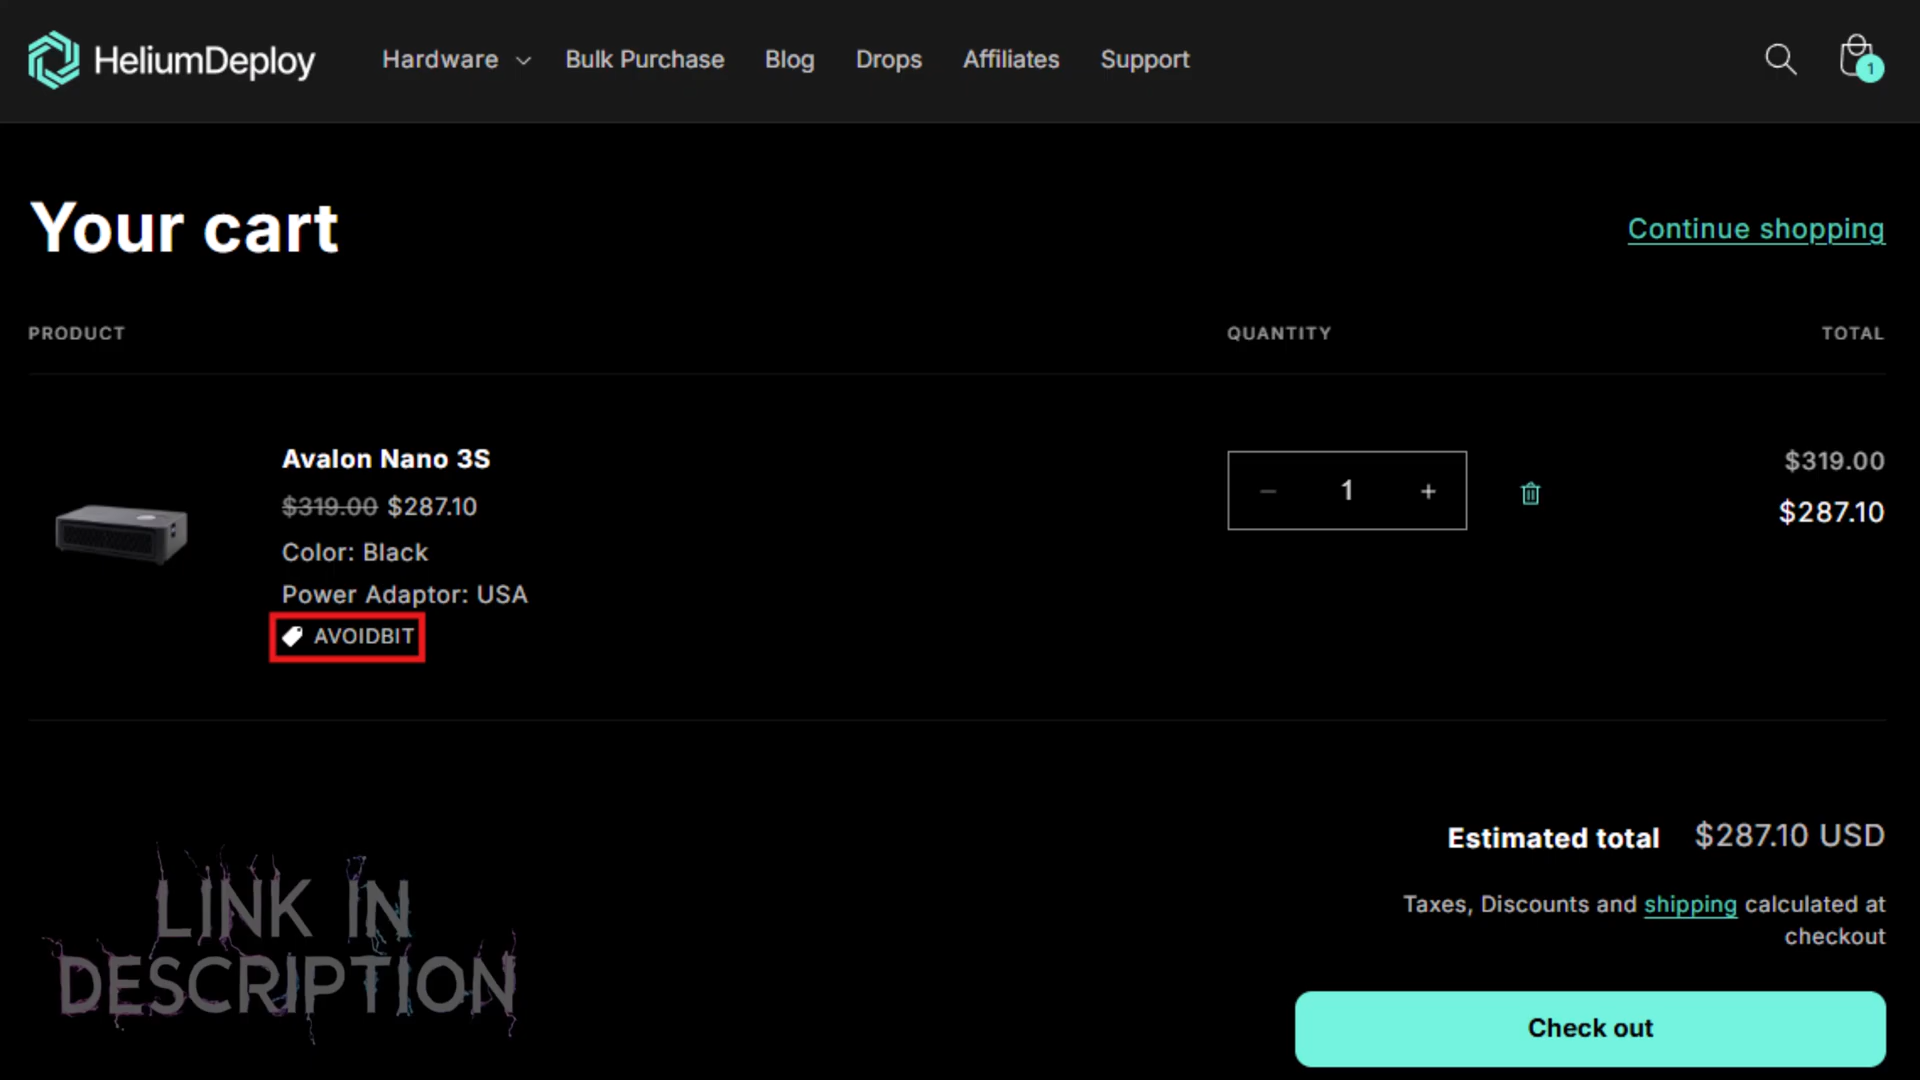 HeliumDeploy Hardware Bulk Purchase Blog Drops Affiliates Support 1
Your cart Continue shopping
PRODUCT QUANTITY TOTAL
Avalon Nano 3S
$319.00 $287.10
Color: Black
Power Adaptor: USA
AVOIDBIT
− 1 +
$319.00
$287.10
Estimated total $287.10 USD
Taxes, Discounts and shipping calculated at
checkout
Check out
LINK IN
DESCRIPTION